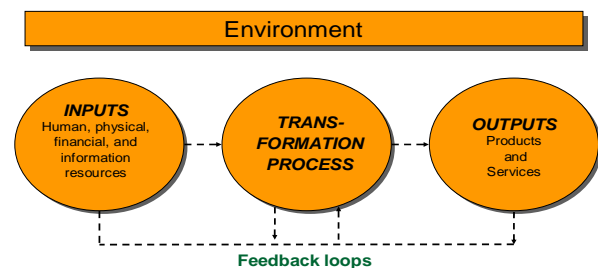 Environment
INPUTS
Human, physical,
financial, and
information
resources
TRANS-
FORMATION
PROCESS
OUTPUTS
Products
and
Services
Feedback loops